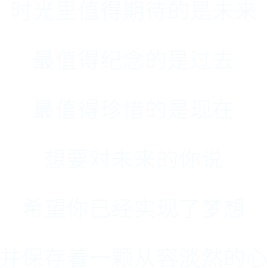 时光里值得期待的是未来
最值得纪念的是过去
最值得珍惜的是现在
想要对未来的你说
希望你已经实现了梦想
并保存着一颗从容淡然的心